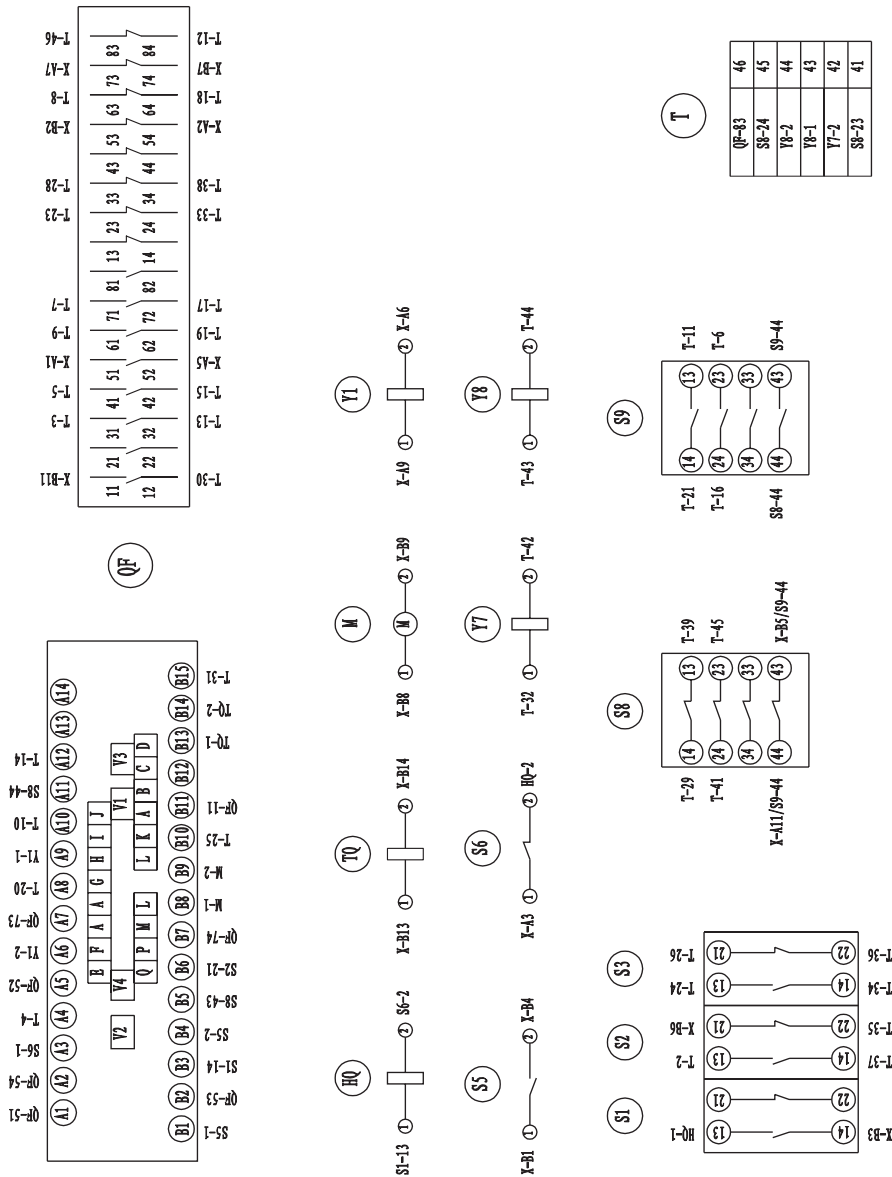 T-46 X-A7 T-8 X-B2 T-28 T-23 T-7 T-9 X-A1 T-5 T-3 X-B11
83 73 63 53 43 33 23 13 81 71 61 51 41 31 21 11
84 74 64 54 44 34 24 14 82 72 62 52 42 32 22 12
T-12 X-B7 T-18 X-A2 T-38 T-33 T-17 T-19 X-A5 T-15 T-13 T-30
QF
T
QF-83 46
S8-24 45
Y8-2 44
Y8-1 43
Y7-2 42
S8-23 41
QF-51 QF-54 S6-1 T-4 QF-52 Y1-2 QF-73 T-20 Y1-1 T-10 S8-44 T-14
A1 A2 A3 A4 A5 A6 A7 A8 A9 A10 A11 A12 A13 A14
E F A A G H I J
V2 V4 V1 V3
Q P M L L K A B C D
B1 B2 B3 B4 B5 B6 B7 B8 B9 B10 B11 B12 B13 B14 B15
S5-1 QF-53 S1-14 S5-2 S8-43 S2-21 QF-74 M-1 M-2 T-25 QF-11 TQ-1 TQ-2 T-31
HQ
S1-13 1 2 S6-2
TQ
X-B13 1 2 X-B14
M
X-B8 1 M 2 X-B9
Y1
X-A9 1 2 X-A6
S5
X-B1 1 2 X-B4
S6
X-A3 1 2 HQ-2
Y7
T-32 1 2 T-42
Y8
T-43 1 2 T-44
S1 S2 S3
HQ-1 T-2 X-B6 T-24 T-26
13 21 13 21 13 21
14 22 14 22 14 22
X-B3 T-37 T-35 T-34 T-36
S8
T-29 14 13 T-39
T-41 24 23 T-45
34 33
X-A11/S9-44 44 43 X-B5/S9-44
S9
T-21 14 13 T-11
T-16 24 23 T-6
34 33
S8-44 44 43 S9-44